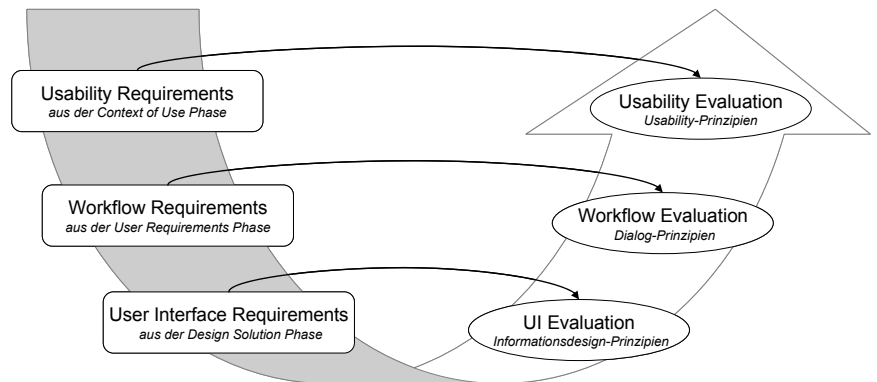 Usability Requirements
aus der Context of Use Phase
Usability Evaluation
Usability-Prinzipien
Workflow Requirements
aus der User Requirements Phase
Workflow Evaluation
Dialog-Prinzipien
User Interface Requirements
aus der Design Solution Phase
UI Evaluation
Informationsdesign-Prinzipien